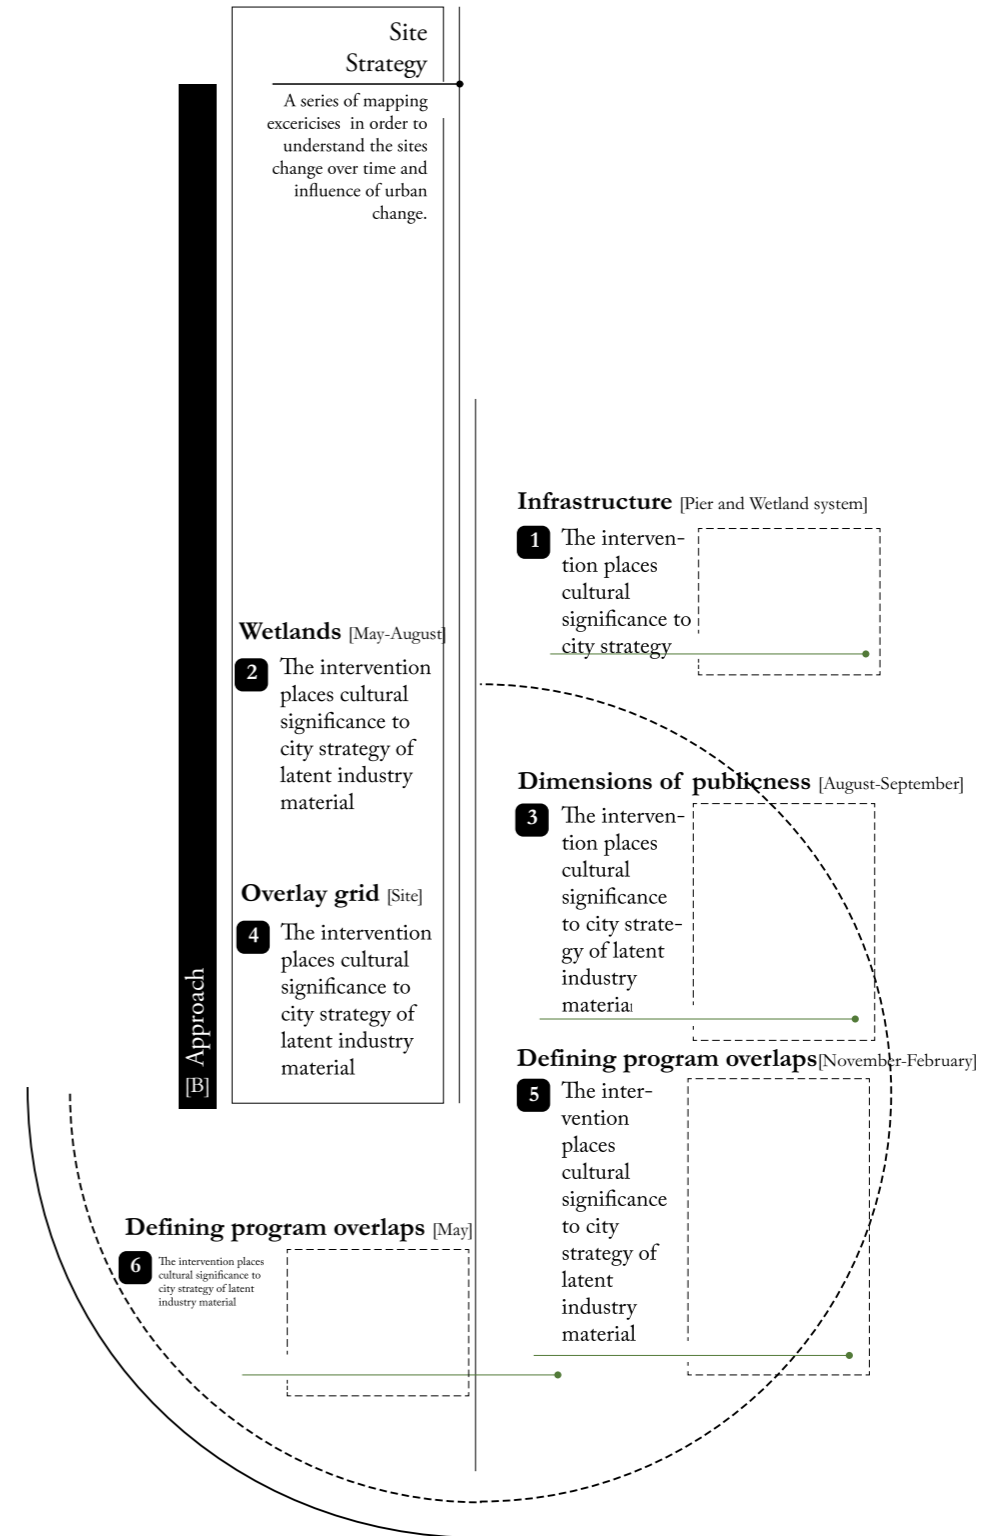 Site
Strategy
A series of mapping
excericises in order to
understand the sites
change over time and
influence of urban
change.
[B] Approach
Infrastructure [Pier and Wetland system]
1
The interven-
tion places
cultural
significance to
city strategy
Wetlands [May-August]
2
The intervention
places cultural
significance to
city strategy of
latent industry
material
Dimensions of publicness [August-September]
3
The interven-
tion places
cultural
significance
to city strate-
gy of latent
industry
material
Overlay grid [Site]
4
The intervention
places cultural
significance to
city strategy of
latent industry
material
Defining program overlaps[November-February]
5
The inter-
vention
places
cultural
significance
to city
strategy of
latent
industry
material
Defining program overlaps [May]
6
The intervention places
cultural significance to
city strategy of latent
industry material